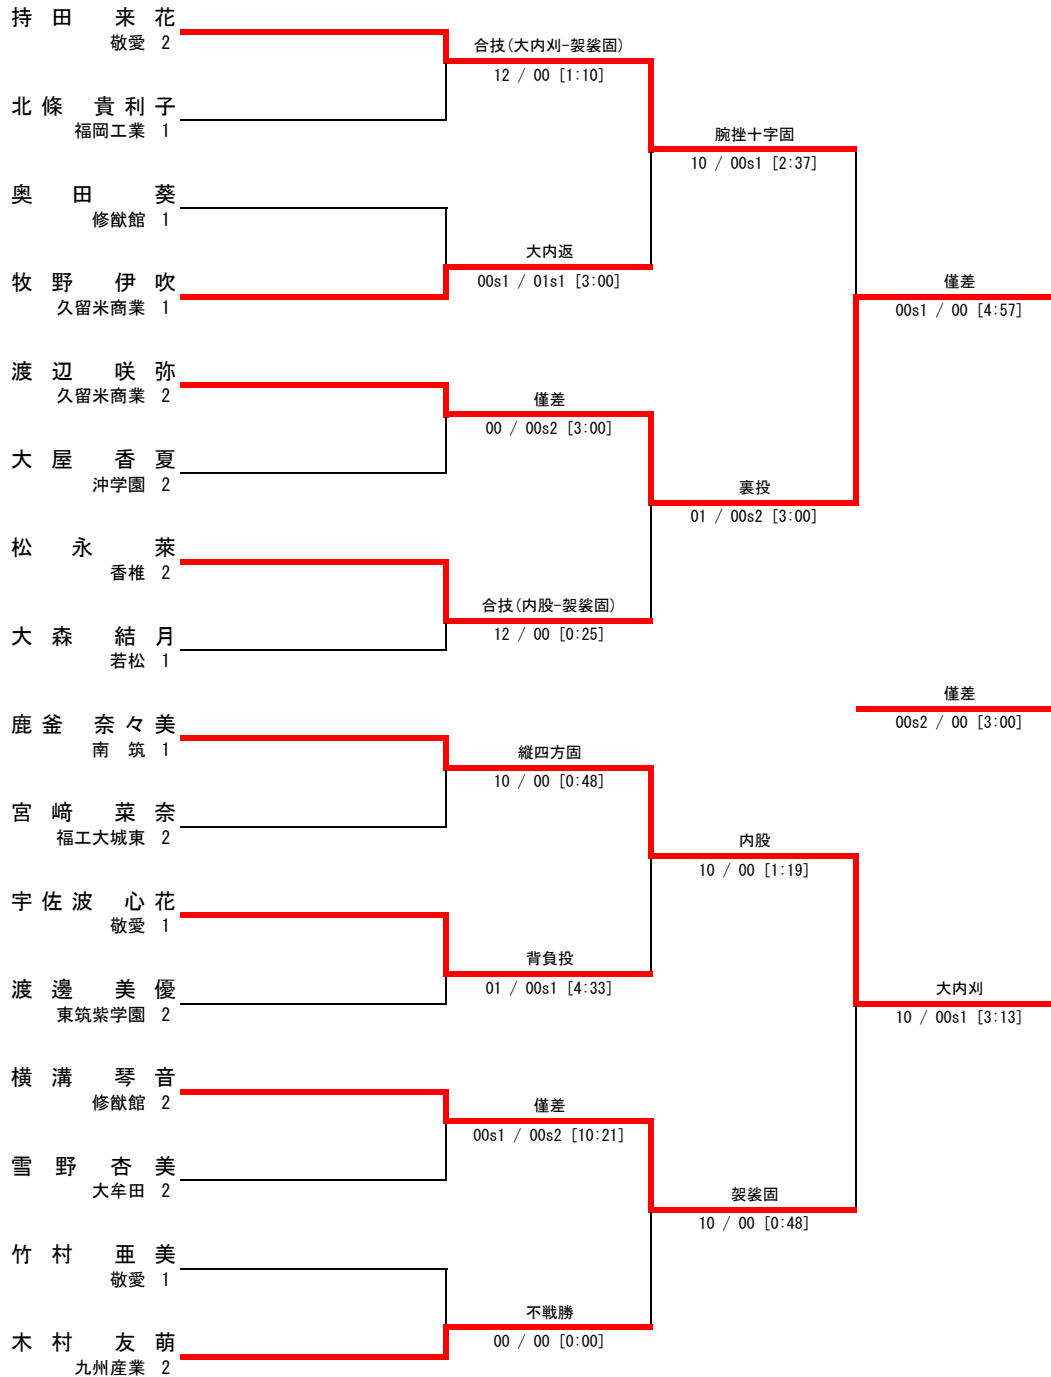 持田 来花
敬愛 2
合技(大内刈-袈裟固)
12 / 00 [1:10]
北條 貴利子
福岡工業 1
腕挫十字固
10 / 00s1 [2:37]
奥田 葵
修猷館 1
大内返
00s1 / 01s1 [3:00]
牧野 伊吹
久留米商業 1
僅差
00s1 / 00 [4:57]
渡辺 咲弥
久留米商業 2
僅差
00 / 00s2 [3:00]
大屋 香夏
沖学園 2
裏投
01 / 00s2 [3:00]
松永 萊
香椎 2
合技(内股-袈裟固)
12 / 00 [0:25]
大森 結月
若松 1
僅差
00s2 / 00 [3:00]
鹿釜 奈々美
南 筑 1
縦四方固
10 / 00 [0:48]
宮﨑 菜奈
福工大城東 2
内股
10 / 00 [1:19]
宇佐波 心花
敬愛 1
背負投
01 / 00s1 [4:33]
渡邊 美優
東筑紫学園 2
大内刈
10 / 00s1 [3:13]
横溝 琴音
修猷館 2
僅差
00s1 / 00s2 [10:21]
雪野 杏美
大牟田 2
袈裟固
10 / 00 [0:48]
竹村 亜美
敬愛 1
不戦勝
00 / 00 [0:00]
木村 友萌
九州産業 2